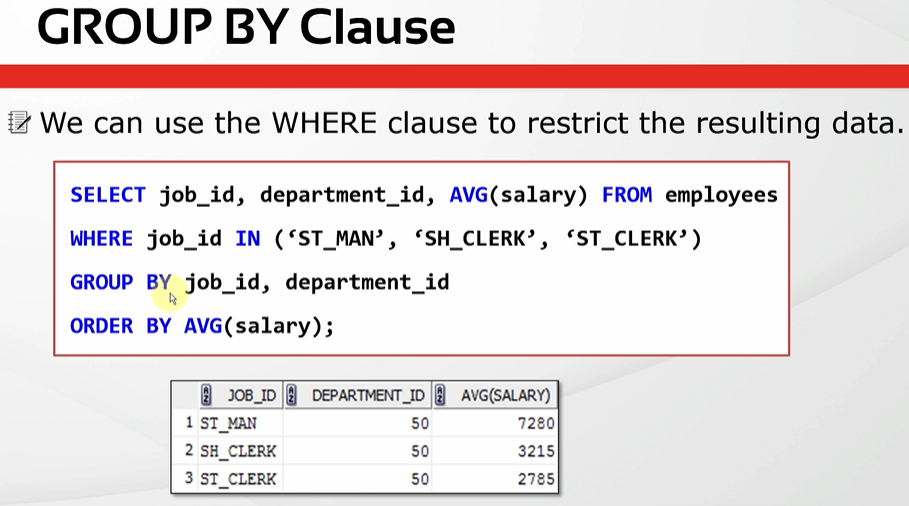 GROUP BY Clause
We can use the WHERE clause to restrict the resulting data.
SELECT job_id, department_id, AVG(salary) FROM employees
WHERE job_id IN (‘ST_MAN’, ‘SH_CLERK’, ‘ST_CLERK’)
GROUP BY job_id, department_id
ORDER BY AVG(salary);
JOB_ID DEPARTMENT_ID AVG(SALARY)
1 ST_MAN 50 7280
2 SH_CLERK 50 3215
3 ST_CLERK 50 2785